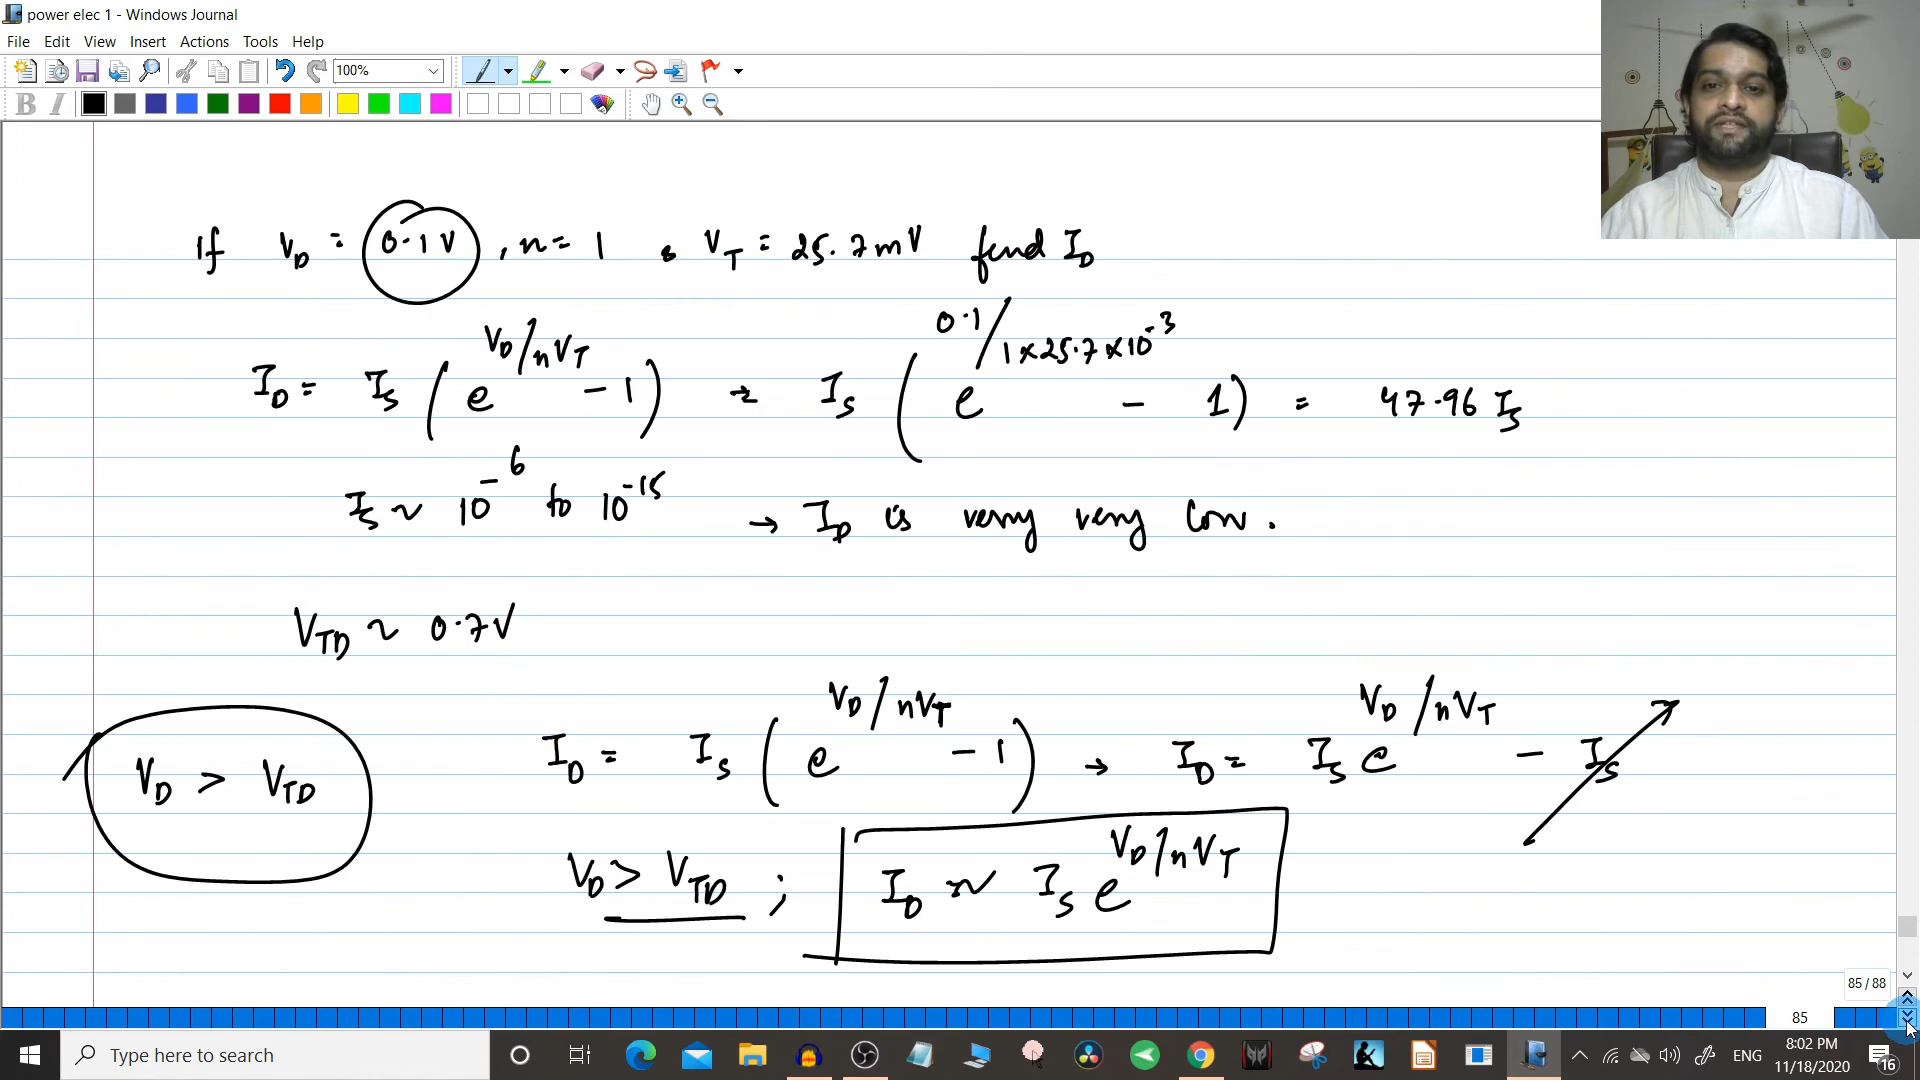 power elec 1 - Windows Journal
File Edit View Insert Actions Tools Help
100%
B I
If V_D = 0.1 V , n = 1 & V_T = 25.7 mV find I_D
I_D = I_S ( e^{V_D/nV_T} - 1 ) = I_S ( e^{0.1/1×25.7×10^{-3}} - 1 ) = 47.96 I_S
I_S ~ 10^{-6} to 10^{-15} → I_D is very very low.
V_TD ~ 0.7 V
V_D > V_TD I_D = I_S ( e^{V_D/nV_T} - 1 ) → I_D = I_S e^{V_D/nV_T} - I_S
V_D > V_TD ; I_D ~ I_S e^{V_D/nV_T}
85 / 88
85
Type here to search
ENG
8:02 PM
11/18/2020
16